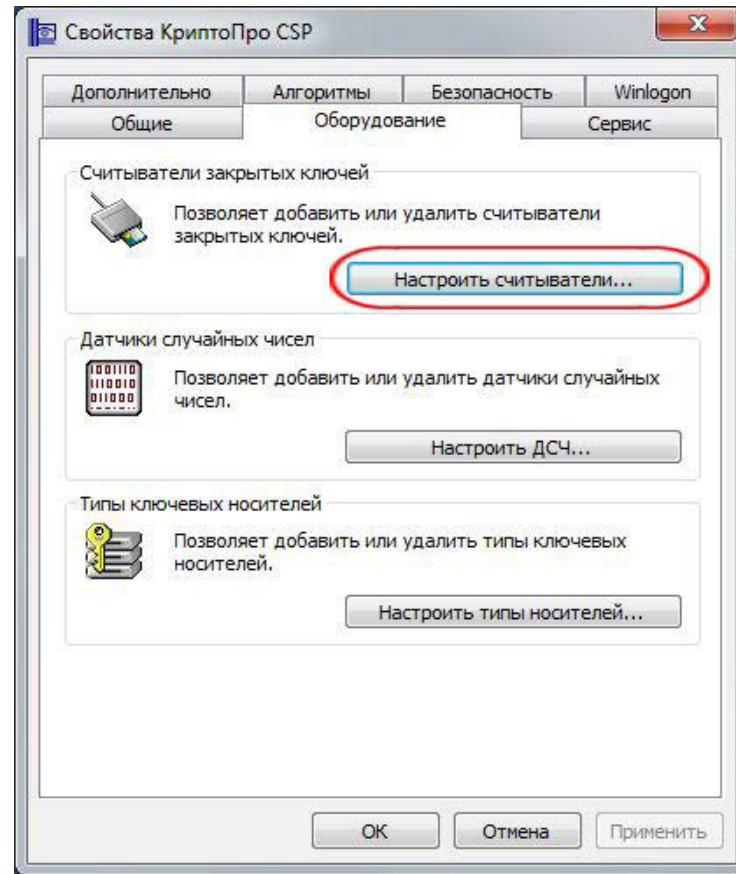 Свойства КриптоПро CSP
Дополнительно Алгоритмы Безопасность Winlogon
Общие Оборудование Сервис
Считыватели закрытых ключей
Позволяет добавить или удалить считыватели
закрытых ключей.
Настроить считыватели...
Датчики случайных чисел
Позволяет добавить или удалить датчики случайных
чисел.
Настроить ДСЧ...
Типы ключевых носителей
Позволяет добавить или удалить типы ключевых
носителей.
Настроить типы носителей...
ОК Отмена Применить